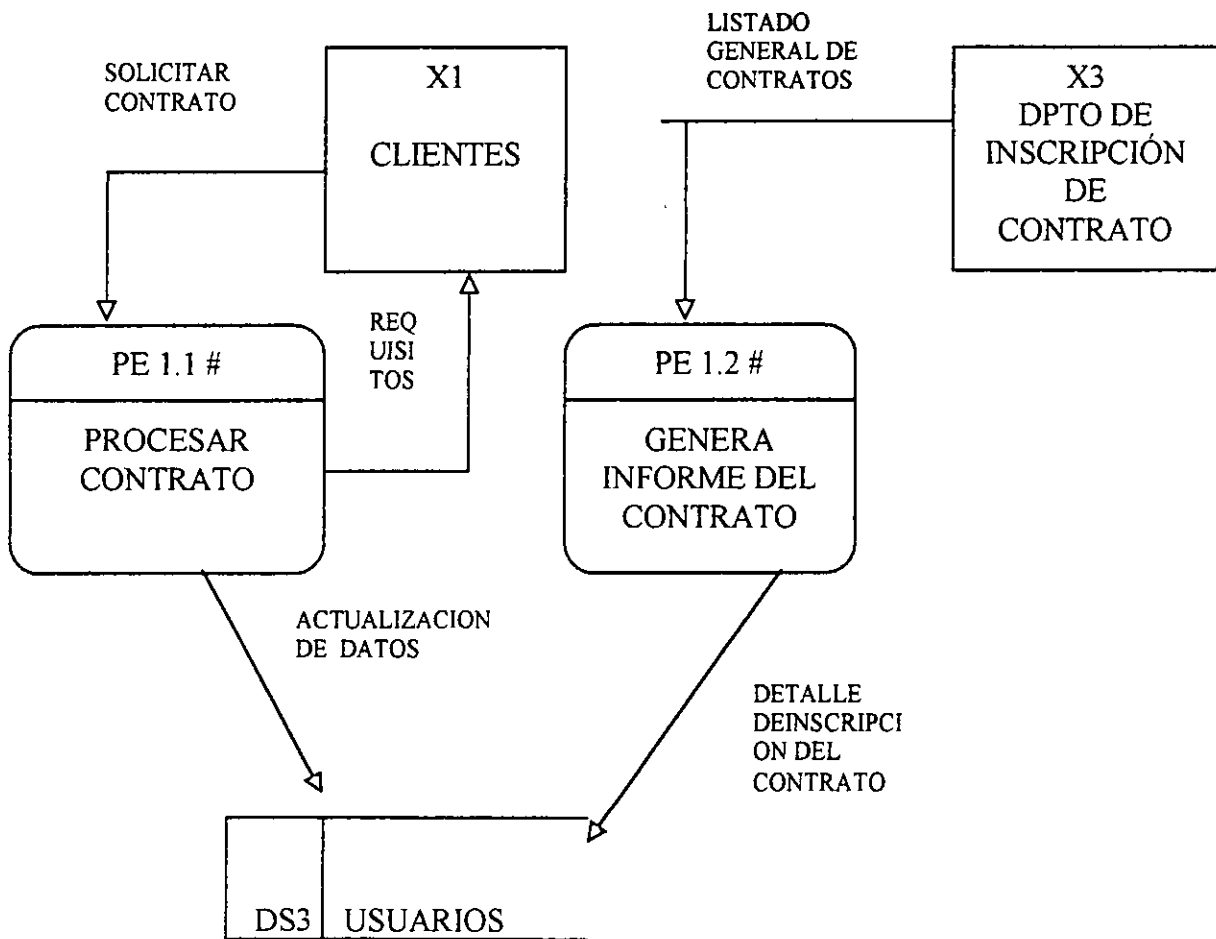 SOLICITAR
CONTRATO
X1
CLIENTES
LISTADO
GENERAL DE
CONTRATOS
X3
DPTO DE
INSCRIPCIÓN
DE
CONTRATO
REQ
UISI
TOS
PE 1.1 #
PROCESAR
CONTRATO
PE 1.2 #
GENERA
INFORME DEL
CONTRATO
ACTUALIZACION
DE DATOS
DETALLE
DEINSCRIPCI
ON DEL
CONTRATO
DS3 USUARIOS